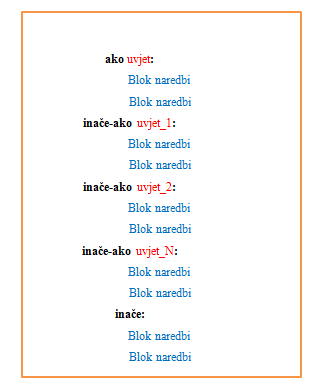 ako uvjet:
Blok naredbi
Blok naredbi
inače-ako uvjet_1:
Blok naredbi
Blok naredbi
inače-ako uvjet_2:
Blok naredbi
Blok naredbi
inače-ako uvjet_N:
Blok naredbi
Blok naredbi
inače:
Blok naredbi
Blok naredbi